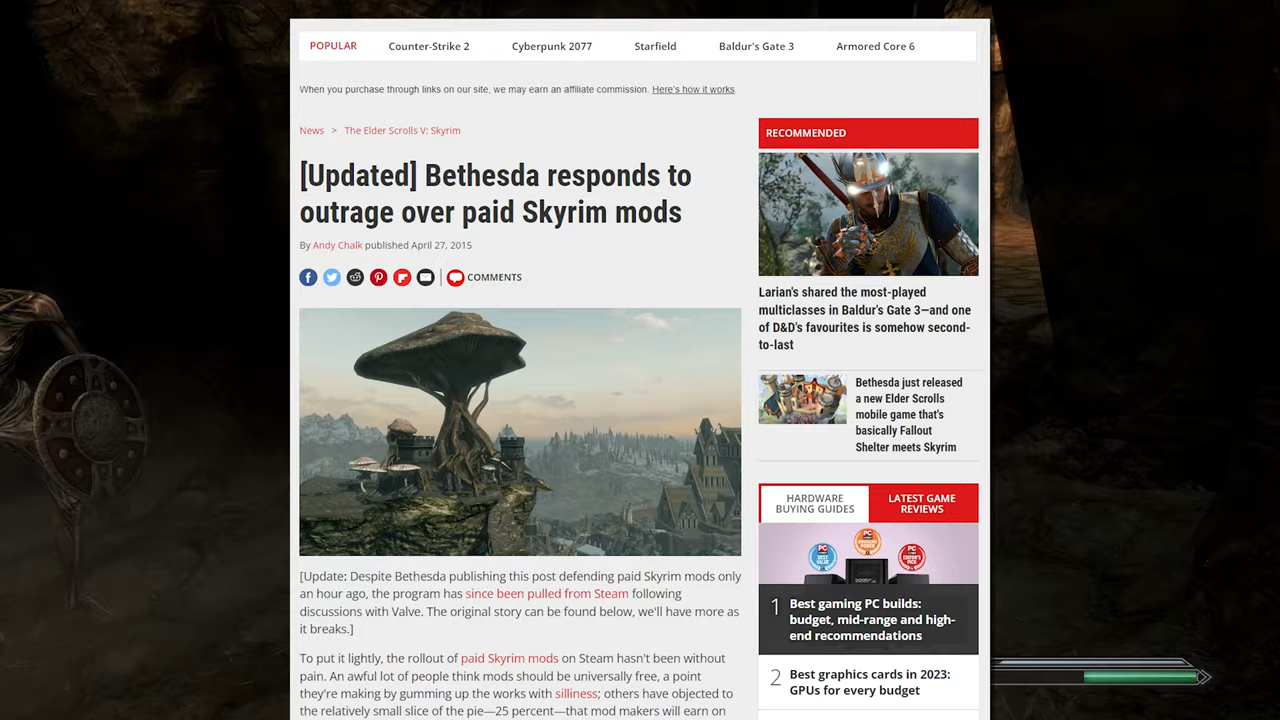 POPULAR Counter-Strike 2 Cyberpunk 2077 Starfield Baldur's Gate 3 Armored Core 6
When you purchase through links on our site, we may earn an affiliate commission. Here's how it works
News > The Elder Scrolls V: Skyrim
[Updated] Bethesda responds to
outrage over paid Skyrim mods
By Andy Chalk published April 27, 2015
COMMENTS
[Update: Despite Bethesda publishing this post defending paid Skyrim mods only
an hour ago, the program has since been pulled from Steam following
discussions with Valve. The original story can be found below, we'll have more as
it breaks.]
To put it lightly, the rollout of paid Skyrim mods on Steam hasn't been without
pain. An awful lot of people think mods should be universally free, a point
they're making by gumming up the works with silliness; others have objected to
the relatively small slice of the pie—25 percent—that mod makers will earn on
RECOMMENDED
Larian's shared the most-played
multiclasses in Baldur's Gate 3—and one
of D&D's favourites is somehow second-
to-last
Bethesda just released
a new Elder Scrolls
mobile game that's
basically Fallout
Shelter meets Skyrim
HARDWARE
BUYING GUIDES
LATEST GAME
REVIEWS
1 Best gaming PC builds:
budget, mid-range and high-
end recommendations
2 Best graphics cards in 2023:
GPUs for every budget